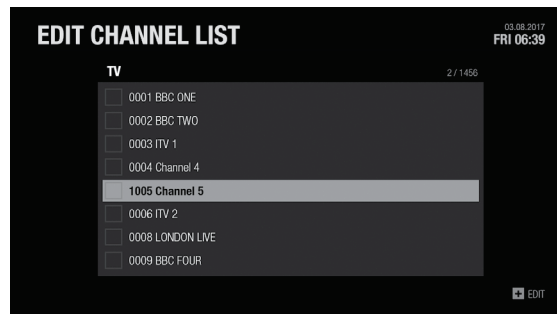 EDIT CHANNEL LIST
03.08.2017
FRI 06:39
TV
2 / 1456
0001 BBC ONE
0002 BBC TWO
0003 ITV 1
0004 Channel 4
1005 Channel 5
0006 ITV 2
0008 LONDON LIVE
0009 BBC FOUR
+ EDIT